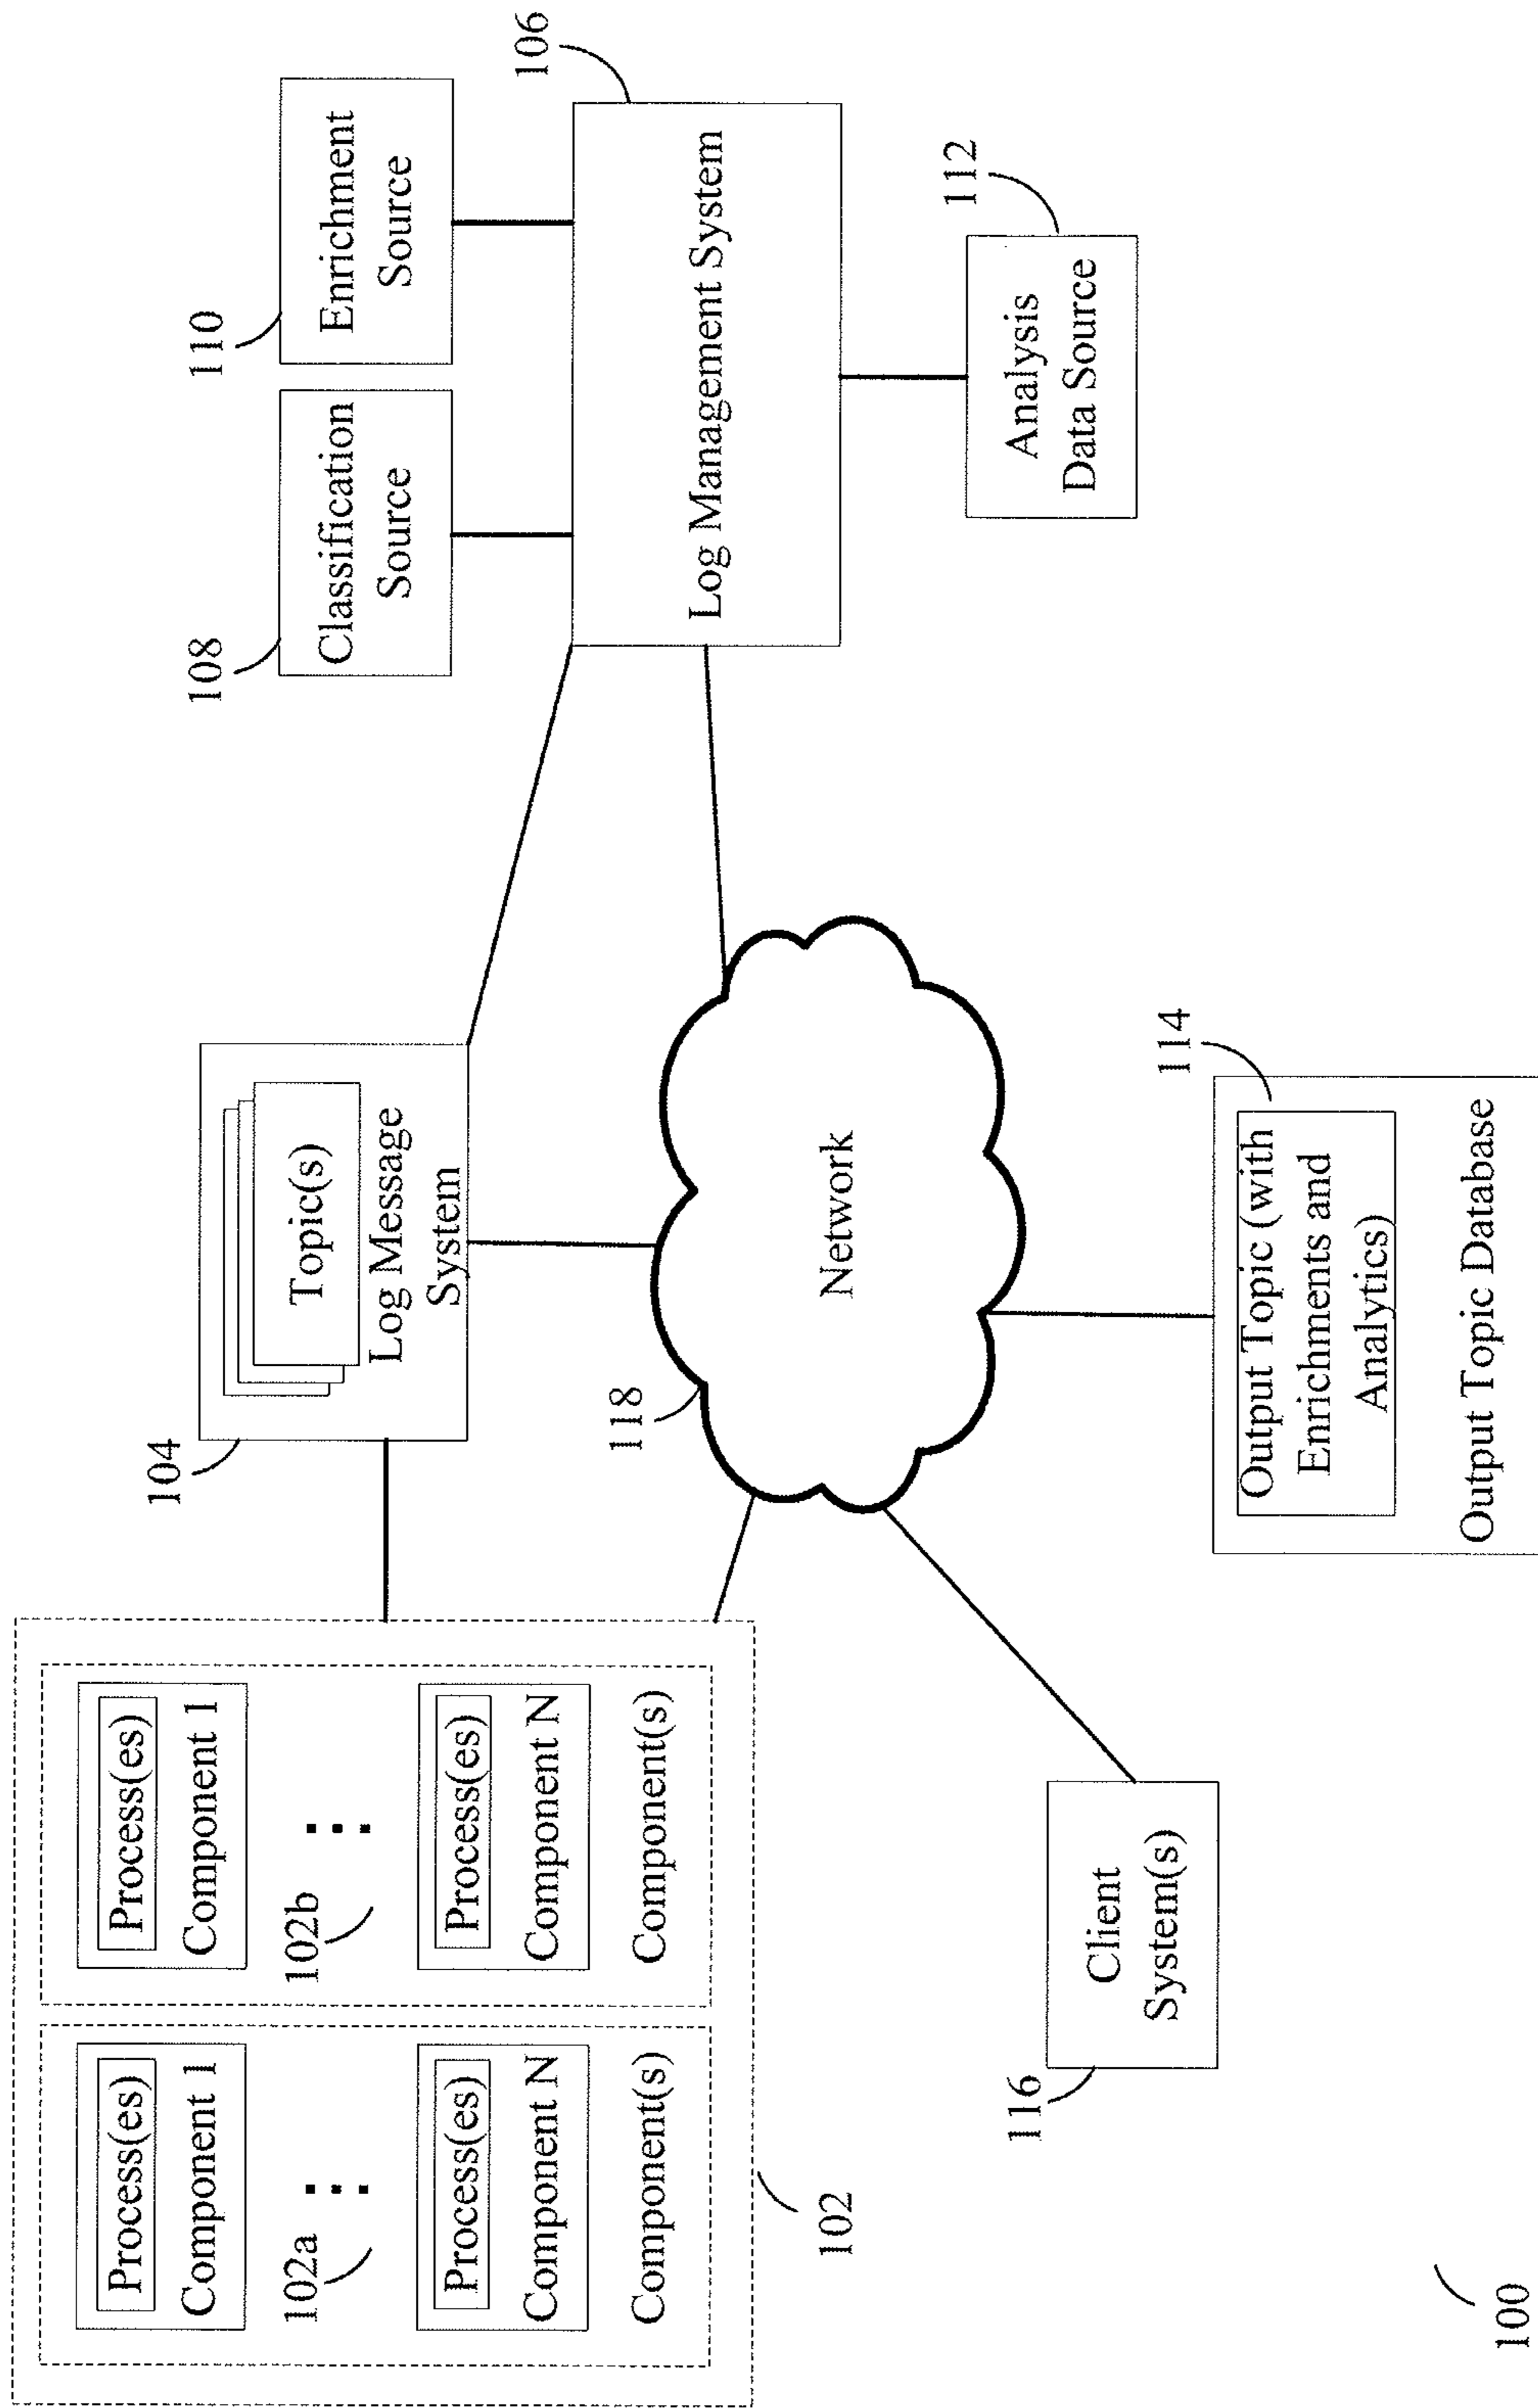 102
102a
Process(es)
Component 1
Process(es)
Component N
Component(s)
102b
Process(es)
Component 1
Process(es)
Component N
Component(s)
104
Topic(s)
Log Message
System
108
Classification
Source
110
Enrichment
Source
106
Log Management System
112
Analysis
Data Source
118
Network
116
Client
System(s)
114
Output Topic (with
Enrichments and
Analytics)
Output Topic Database
100